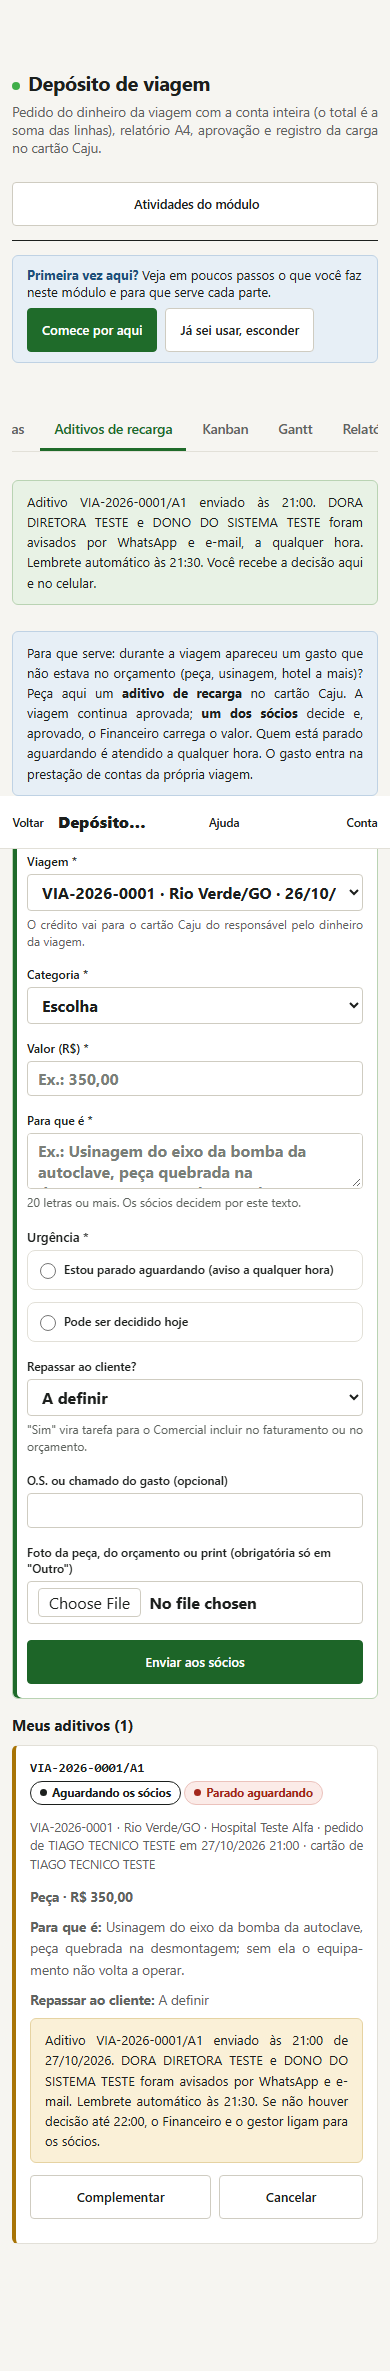 Depósito de viagem
Pedido do dinheiro da viagem com a conta inteira (o total é a
soma das linhas), relatório A4, aprovação e registro da carga
no cartão Caju.
Atividades do módulo
Primeira vez aqui? Veja em poucos passos o que você faz
neste módulo e para que serve cada parte.
Comece por aqui
Já sei usar, esconder
as Aditivos de recarga Kanban Gantt Relató
Aditivo VIA-2026-0001/A1 enviado às 21:00. DORA
DIRETORA TESTE e DONO DO SISTEMA TESTE foram
avisados por WhatsApp e e-mail, a qualquer hora.
Lembrete automático às 21:30. Você recebe a decisão aqui
e no celular.
Para que serve: durante a viagem apareceu um gasto que
não estava no orçamento (peça, usinagem, hotel a mais)?
Peça aqui um aditivo de recarga no cartão Caju. A
viagem continua aprovada; um dos sócios decide e,
aprovado, o Financeiro carrega o valor. Quem está parado
aguardando é atendido a qualquer hora. O gasto entra na
prestação de contas da própria viagem.
Voltar Depósito... Ajuda Conta
Viagem *
VIA-2026-0001 · Rio Verde/GO · 26/10/
O crédito vai para o cartão Caju do responsável pelo dinheiro
da viagem.
Categoria *
Escolha
Valor (R$) *
Ex.: 350,00
Para que é *
Ex.: Usinagem do eixo da bomba da
autoclave, peça quebrada na
20 letras ou mais. Os sócios decidem por este texto.
Urgência *
Estou parado aguardando (aviso a qualquer hora)
Pode ser decidido hoje
Repassar ao cliente?
A definir
"Sim" vira tarefa para o Comercial incluir no faturamento ou no
orçamento.
O.S. ou chamado do gasto (opcional)
Foto da peça, do orçamento ou print (obrigatória só em
"Outro")
Choose File No file chosen
Enviar aos sócios
Meus aditivos (1)
VIA-2026-0001/A1
Aguardando os sócios
Parado aguardando
VIA-2026-0001 · Rio Verde/GO · Hospital Teste Alfa · pedido
de TIAGO TECNICO TESTE em 27/10/2026 21:00 · cartão de
TIAGO TECNICO TESTE
Peça · R$ 350,00
Para que é: Usinagem do eixo da bomba da autoclave,
peça quebrada na desmontagem; sem ela o equipa-
mento não volta a operar.
Repassar ao cliente: A definir
Aditivo VIA-2026-0001/A1 enviado às 21:00 de
27/10/2026. DORA DIRETORA TESTE e DONO DO
SISTEMA TESTE foram avisados por WhatsApp e e-
mail. Lembrete automático às 21:30. Se não houver
decisão até 22:00, o Financeiro e o gestor ligam para
os sócios.
Complementar
Cancelar